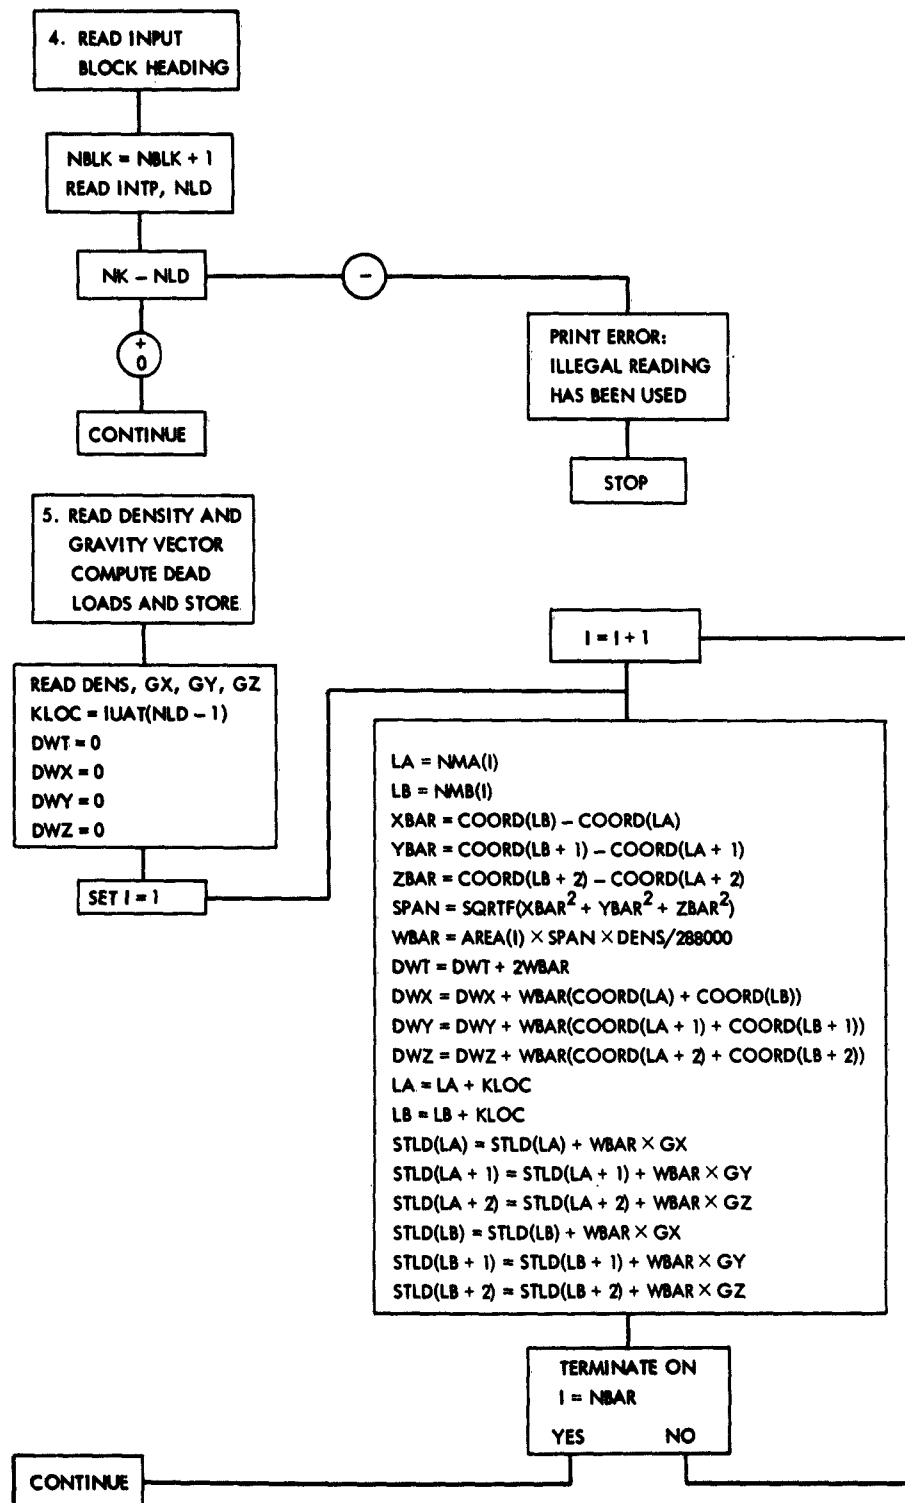 4. READ INPUT
BLOCK HEADING
NBLK = NBLK + 1
READ INTP, NLD
NK – NLD
–
+
0
CONTINUE
PRINT ERROR:
ILLEGAL READING
HAS BEEN USED
STOP
5. READ DENSITY AND
GRAVITY VECTOR
COMPUTE DEAD
LOADS AND STORE
READ DENS, GX, GY, GZ
KLOC = IUAT(NLD – 1)
DWT = 0
DWX = 0
DWY = 0
DWZ = 0
SET I = 1
I = I + 1
LA = NMA(I)
LB = NMB(I)
XBAR = COORD(LB) – COORD(LA)
YBAR = COORD(LB + 1) – COORD(LA + 1)
ZBAR = COORD(LB + 2) – COORD(LA + 2)
SPAN = SQRTF(XBAR² + YBAR² + ZBAR²)
WBAR = AREA(I) × SPAN × DENS/288000
DWT = DWT + 2WBAR
DWX = DWX + WBAR(COORD(LA) + COORD(LB))
DWY = DWY + WBAR(COORD(LA + 1) + COORD(LB + 1))
DWZ = DWZ + WBAR(COORD(LA + 2) + COORD(LB + 2))
LA = LA + KLOC
LB = LB + KLOC
STLD(LA) = STLD(LA) + WBAR × GX
STLD(LA + 1) = STLD(LA + 1) + WBAR × GY
STLD(LA + 2) = STLD(LA + 2) + WBAR × GZ
STLD(LB) = STLD(LB) + WBAR × GX
STLD(LB + 1) = STLD(LB + 1) + WBAR × GY
STLD(LB + 2) = STLD(LB + 2) + WBAR × GZ
TERMINATE ON
I = NBAR
YES NO
CONTINUE